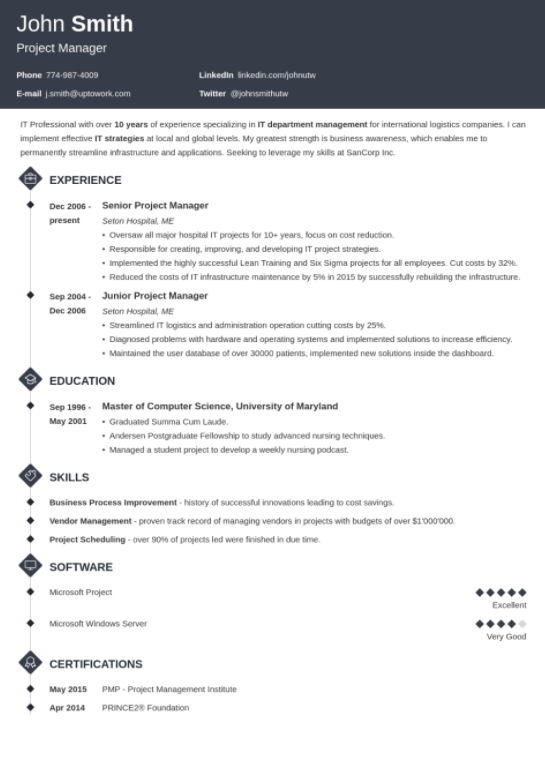 John Smith
Project Manager
Phone 774-987-4009
LinkedIn linkedin.com/johnutw
E-mail j.smith@uptowork.com
Twitter @johnsmithutw
IT Professional with over 10 years of experience specializing in IT department management for international logistics companies. I can
implement effective IT strategies at local and global levels. My greatest strength is business awareness, which enables me to
permanently streamline infrastructure and applications. Seeking to leverage my skills at SanCorp Inc.
EXPERIENCE
Dec 2006 -
present
Senior Project Manager
Seton Hospital, ME
• Oversaw all major hospital IT projects for 10+ years, focus on cost reduction.
• Responsible for creating, improving, and developing IT project strategies.
• Implemented the highly successful Lean Training and Six Sigma projects for all employees. Cut costs by 32%.
• Reduced the costs of IT infrastructure maintenance by 5% in 2015 by successfully rebuilding the infrastructure.
Sep 2004 -
Dec 2006
Junior Project Manager
Seton Hospital, ME
• Streamlined IT logistics and administration operation cutting costs by 25%.
• Diagnosed problems with hardware and operating systems and implemented solutions to increase efficiency.
• Maintained the user database of over 30000 patients, implemented new solutions inside the dashboard.
EDUCATION
Sep 1996 -
May 2001
Master of Computer Science, University of Maryland
• Graduated Summa Cum Laude.
• Andersen Postgraduate Fellowship to study advanced nursing techniques.
• Managed a student project to develop a weekly nursing podcast.
SKILLS
Business Process Improvement - history of successful innovations leading to cost savings.
Vendor Management - proven track record of managing vendors in projects with budgets of over $1'000'000.
Project Scheduling - over 90% of projects led were finished in due time.
SOFTWARE
Microsoft Project
Excellent
Microsoft Windows Server
Very Good
CERTIFICATIONS
May 2015 PMP - Project Management Institute
Apr 2014 PRINCE2® Foundation